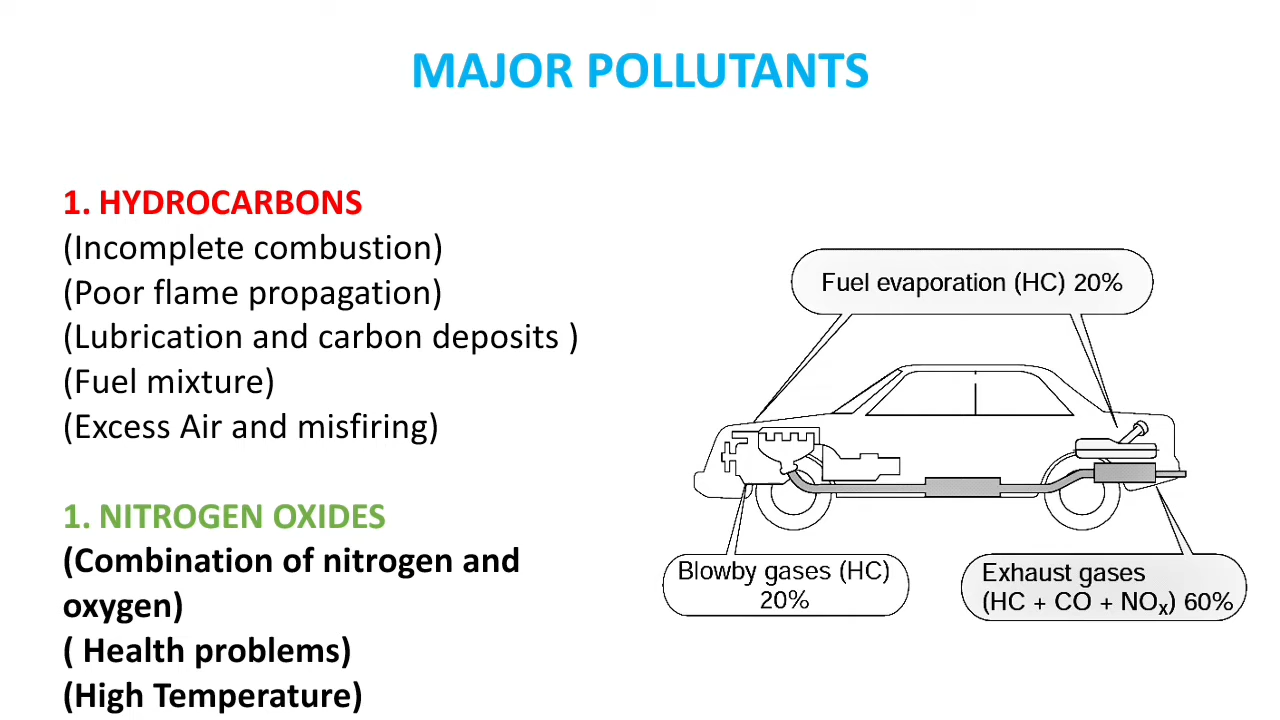 MAJOR POLLUTANTS
1. HYDROCARBONS
(Incomplete combustion)
(Poor flame propagation)
(Lubrication and carbon deposits )
(Fuel mixture)
(Excess Air and misfiring)
1. NITROGEN OXIDES
(Combination of nitrogen and
oxygen)
( Health problems)
(High Temperature)
Fuel evaporation (HC) 20%
Blowby gases (HC)
20%
Exhaust gases
(HC + CO + NOₓ) 60%